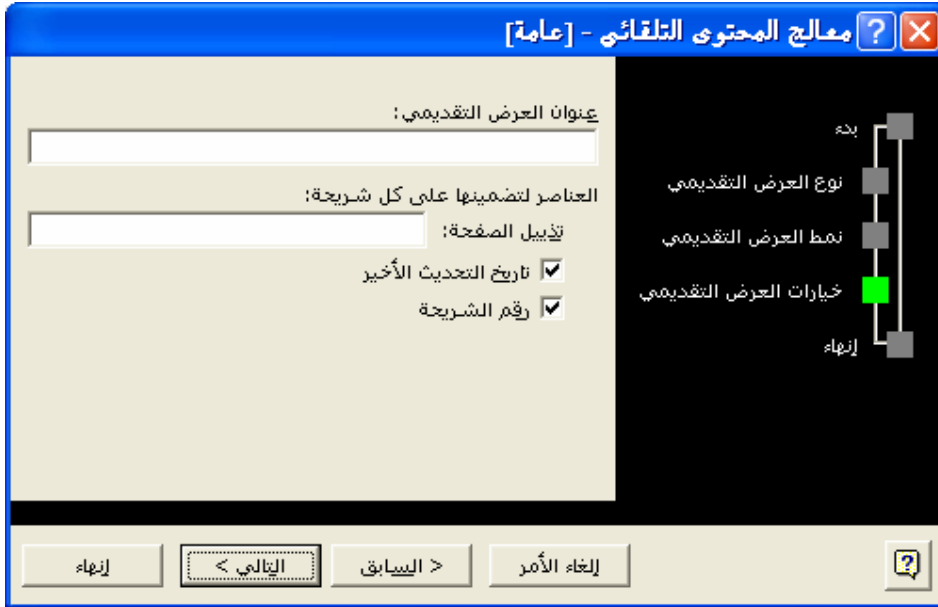 معالج المحتوى التلقائي - [عامة]
بدء
نوع العرض التقديمي
نمط العرض التقديمي
خيارات العرض التقديمي
إنهاء
عنوان العرض التقديمي:
العناصر لتضمينها على كل شريحة:
تذييل الصفحة:
تاريخ التحديث الأخير
رقم الشريحة
إلغاء الأمر
< السابق
التالي >
إنهاء